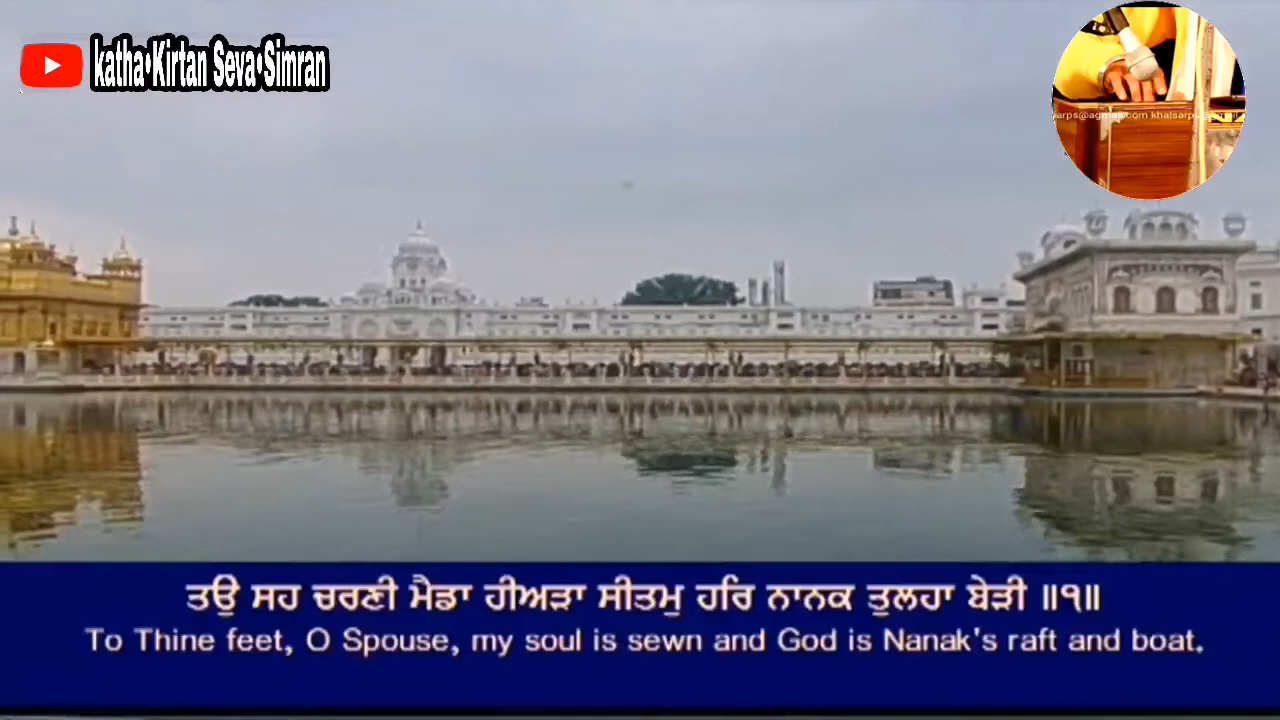 katha•Kirtan Seva•Simran
ਤਉ ਸਹ ਚਰਣੀ ਮੈਡਾ ਹੀਅੜਾ ਸੀਤਮੁ ਹਰਿ ਨਾਨਕ ਤੁਲਹਾ ਬੇੜੀ ॥੧॥
To Thine feet, O Spouse, my soul is sewn and God is Nanak's raft and boat.